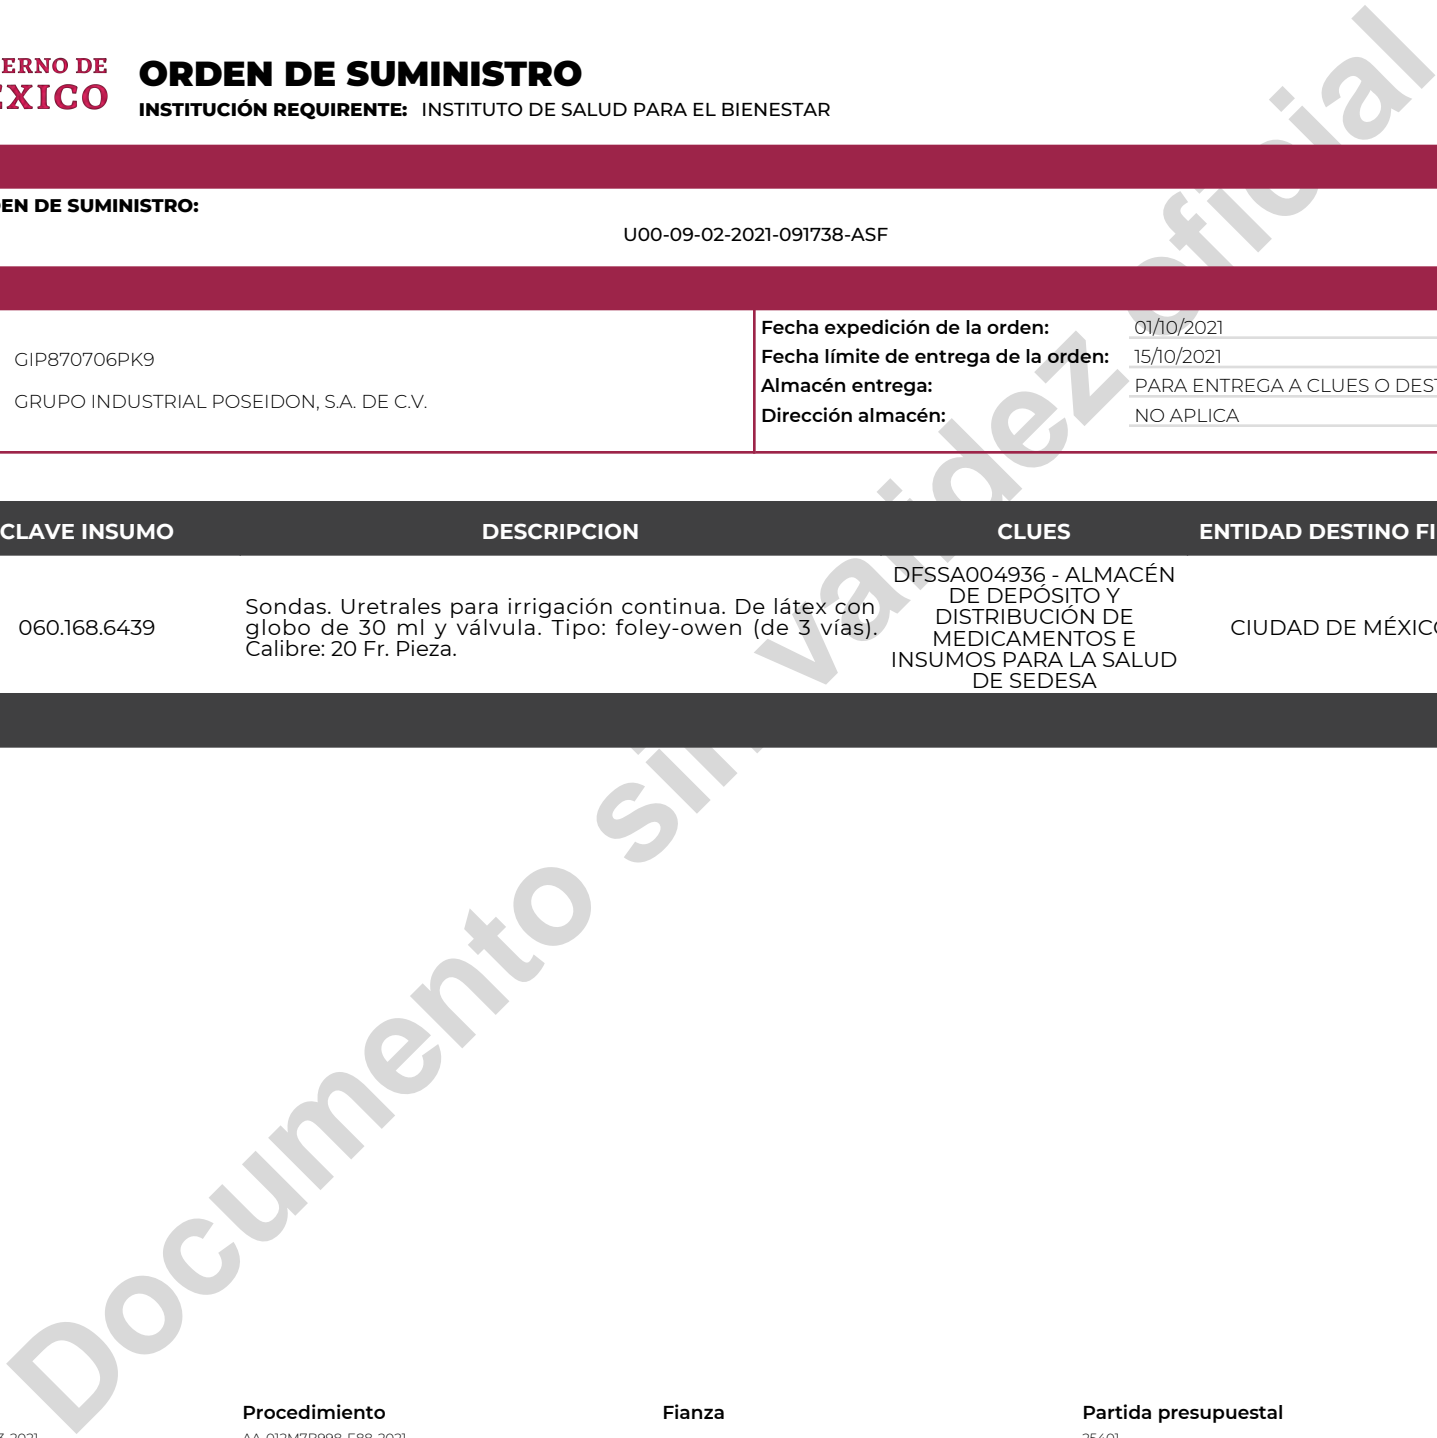 ERNO DE
ORDEN DE SUMINISTRO
INSTITUCIÓN REQUIRENTE: INSTITUTO DE SALUD PARA EL BIENESTAR
EN DE SUMINISTRO:
U00-09-02-2021-091738-ASF
GIP870706PK9
GRUPO INDUSTRIAL POSEIDON, S.A. DE C.V.
Fecha expedición de la orden: 01/10/2021
Fecha límite de entrega de la orden: 15/10/2021
Almacén entrega: PARA ENTREGA A CLUES O DEST
Dirección almacén: NO APLICA
CLAVE INSUMO DESCRIPCION CLUES ENTIDAD DESTINO FI
060.168.6439
Sondas. Uretrales para irrigación continua. De látex con
globo de 30 ml y válvula. Tipo: foley-owen (de 3 vías).
Calibre: 20 Fr. Pieza.
DFSSA004936 - ALMACÉN
DE DEPÓSITO Y
DISTRIBUCIÓN DE
MEDICAMENTOS E
INSUMOS PARA LA SALUD
DE SEDESA
CIUDAD DE MÉXICO
Documento sin validez oficial
Procedimiento Fianza Partida presupuestal